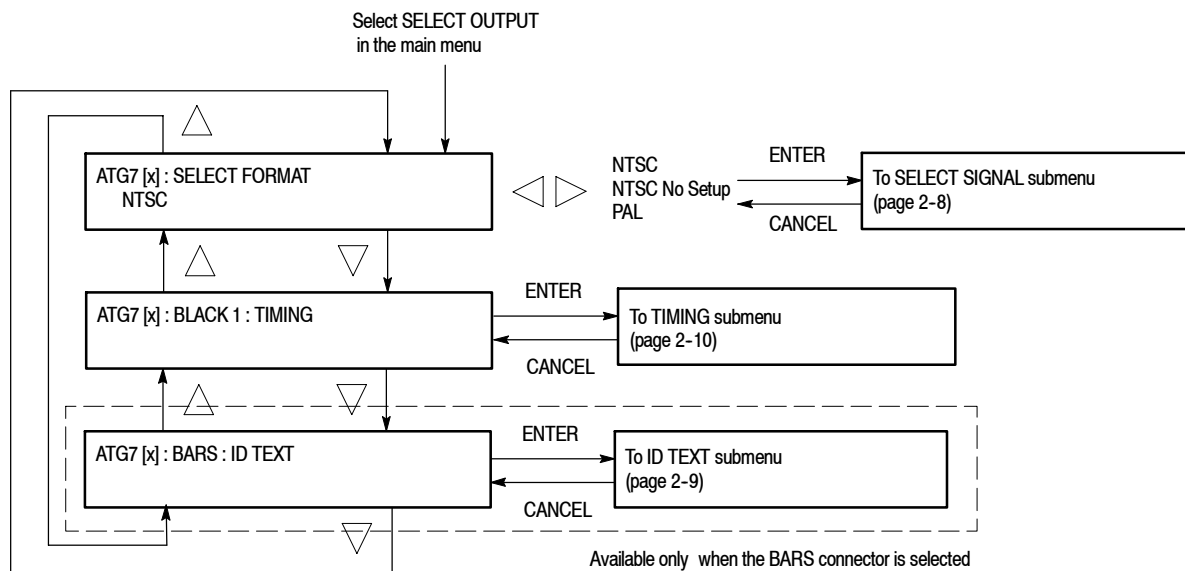 Select SELECT OUTPUT
in the main menu
ATG7 [x] : SELECT FORMAT
NTSC
NTSC
NTSC No Setup
PAL
ENTER
CANCEL
To SELECT SIGNAL submenu
(page 2-8)
ATG7 [x] : BLACK 1 : TIMING
ENTER
CANCEL
To TIMING submenu
(page 2-10)
ATG7 [x] : BARS : ID TEXT
ENTER
CANCEL
To ID TEXT submenu
(page 2-9)
Available only when the BARS connector is selected